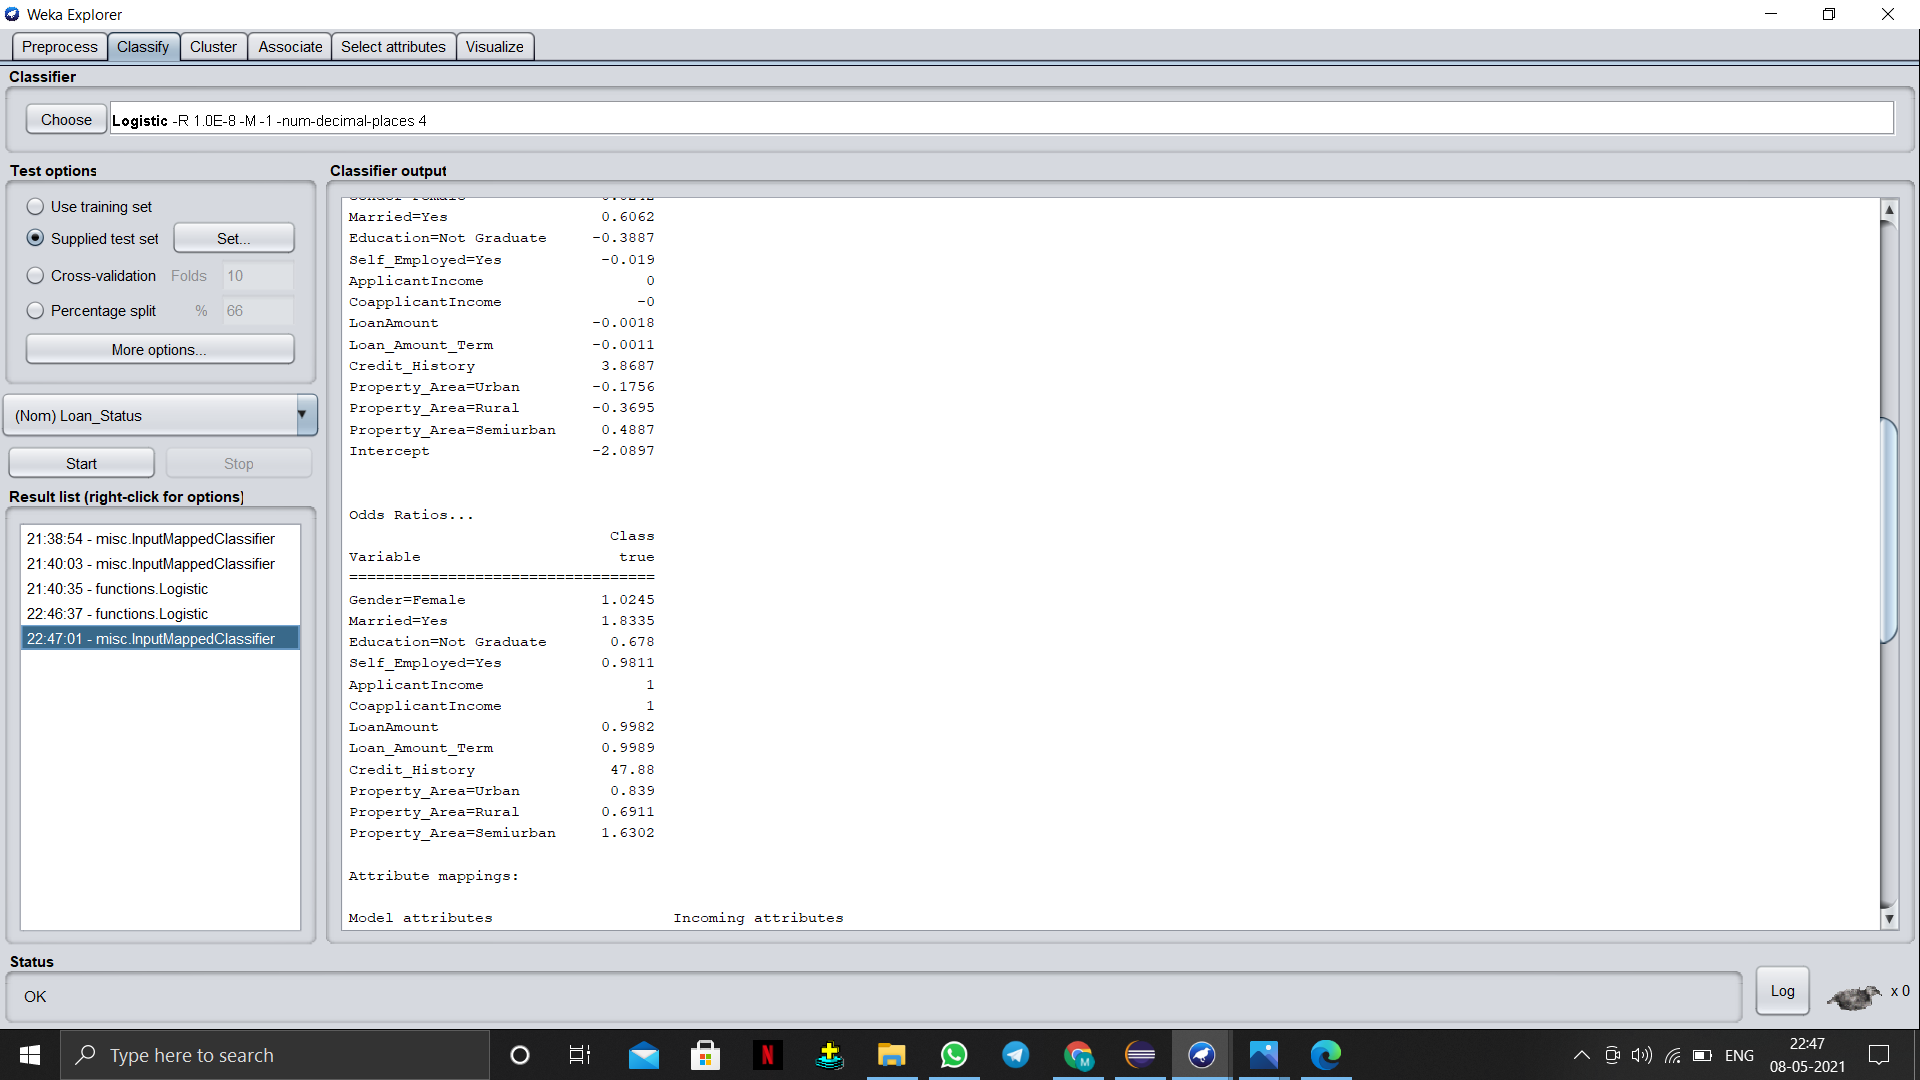 Weka Explorer
Preprocess Classify Cluster Associate Select attributes Visualize
Classifier
Choose Logistic -R 1.0E-8 -M -1 -num-decimal-places 4
Test options
Use training set
Supplied test set Set...
Cross-validation Folds 10
Percentage split % 66
More options...
(Nom) Loan_Status
Start Stop
Result list (right-click for options)
21:38:54 - misc.InputMappedClassifier
21:40:03 - misc.InputMappedClassifier
21:40:35 - functions.Logistic
22:46:37 - functions.Logistic
22:47:01 - misc.InputMappedClassifier
Classifier output
Married=Yes 0.6062
Education=Not Graduate -0.3887
Self_Employed=Yes -0.019
ApplicantIncome 0
CoapplicantIncome -0
LoanAmount -0.0018
Loan_Amount_Term -0.0011
Credit_History 3.8687
Property_Area=Urban -0.1756
Property_Area=Rural -0.3695
Property_Area=Semiurban 0.4887
Intercept -2.0897
Odds Ratios...
Class
Variable true
==================================
Gender=Female 1.0245
Married=Yes 1.8335
Education=Not Graduate 0.678
Self_Employed=Yes 0.9811
ApplicantIncome 1
CoapplicantIncome 1
LoanAmount 0.9982
Loan_Amount_Term 0.9989
Credit_History 47.88
Property_Area=Urban 0.839
Property_Area=Rural 0.6911
Property_Area=Semiurban 1.6302
Attribute mappings:
Model attributes Incoming attributes
Status
OK
Log
x 0
Type here to search
N
M
ENG
22:47
08-05-2021